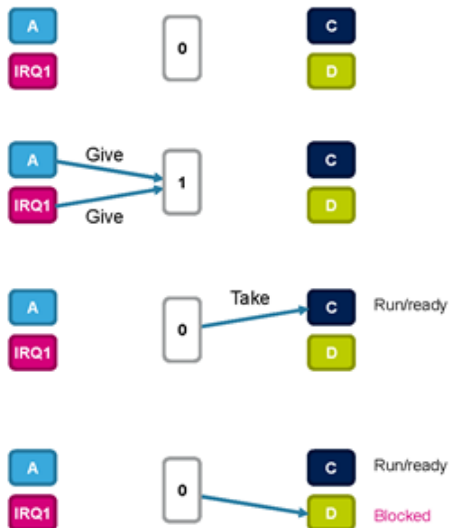 A 0 C
IRQ1 D
A Give C
1
IRQ1 Give D
A Take C Run/ready
0
IRQ1 D
A C Run/ready
0
IRQ1 D Blocked